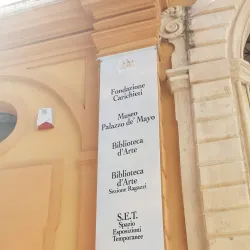 Fondazione
Carichieti
Museo
Palazzo de' Mayo
Biblioteca
d'Arte
Biblioteca
d'Arte
Sezione Ragazzi
S.E.T.
Spazio
Esposizioni
Temporanee